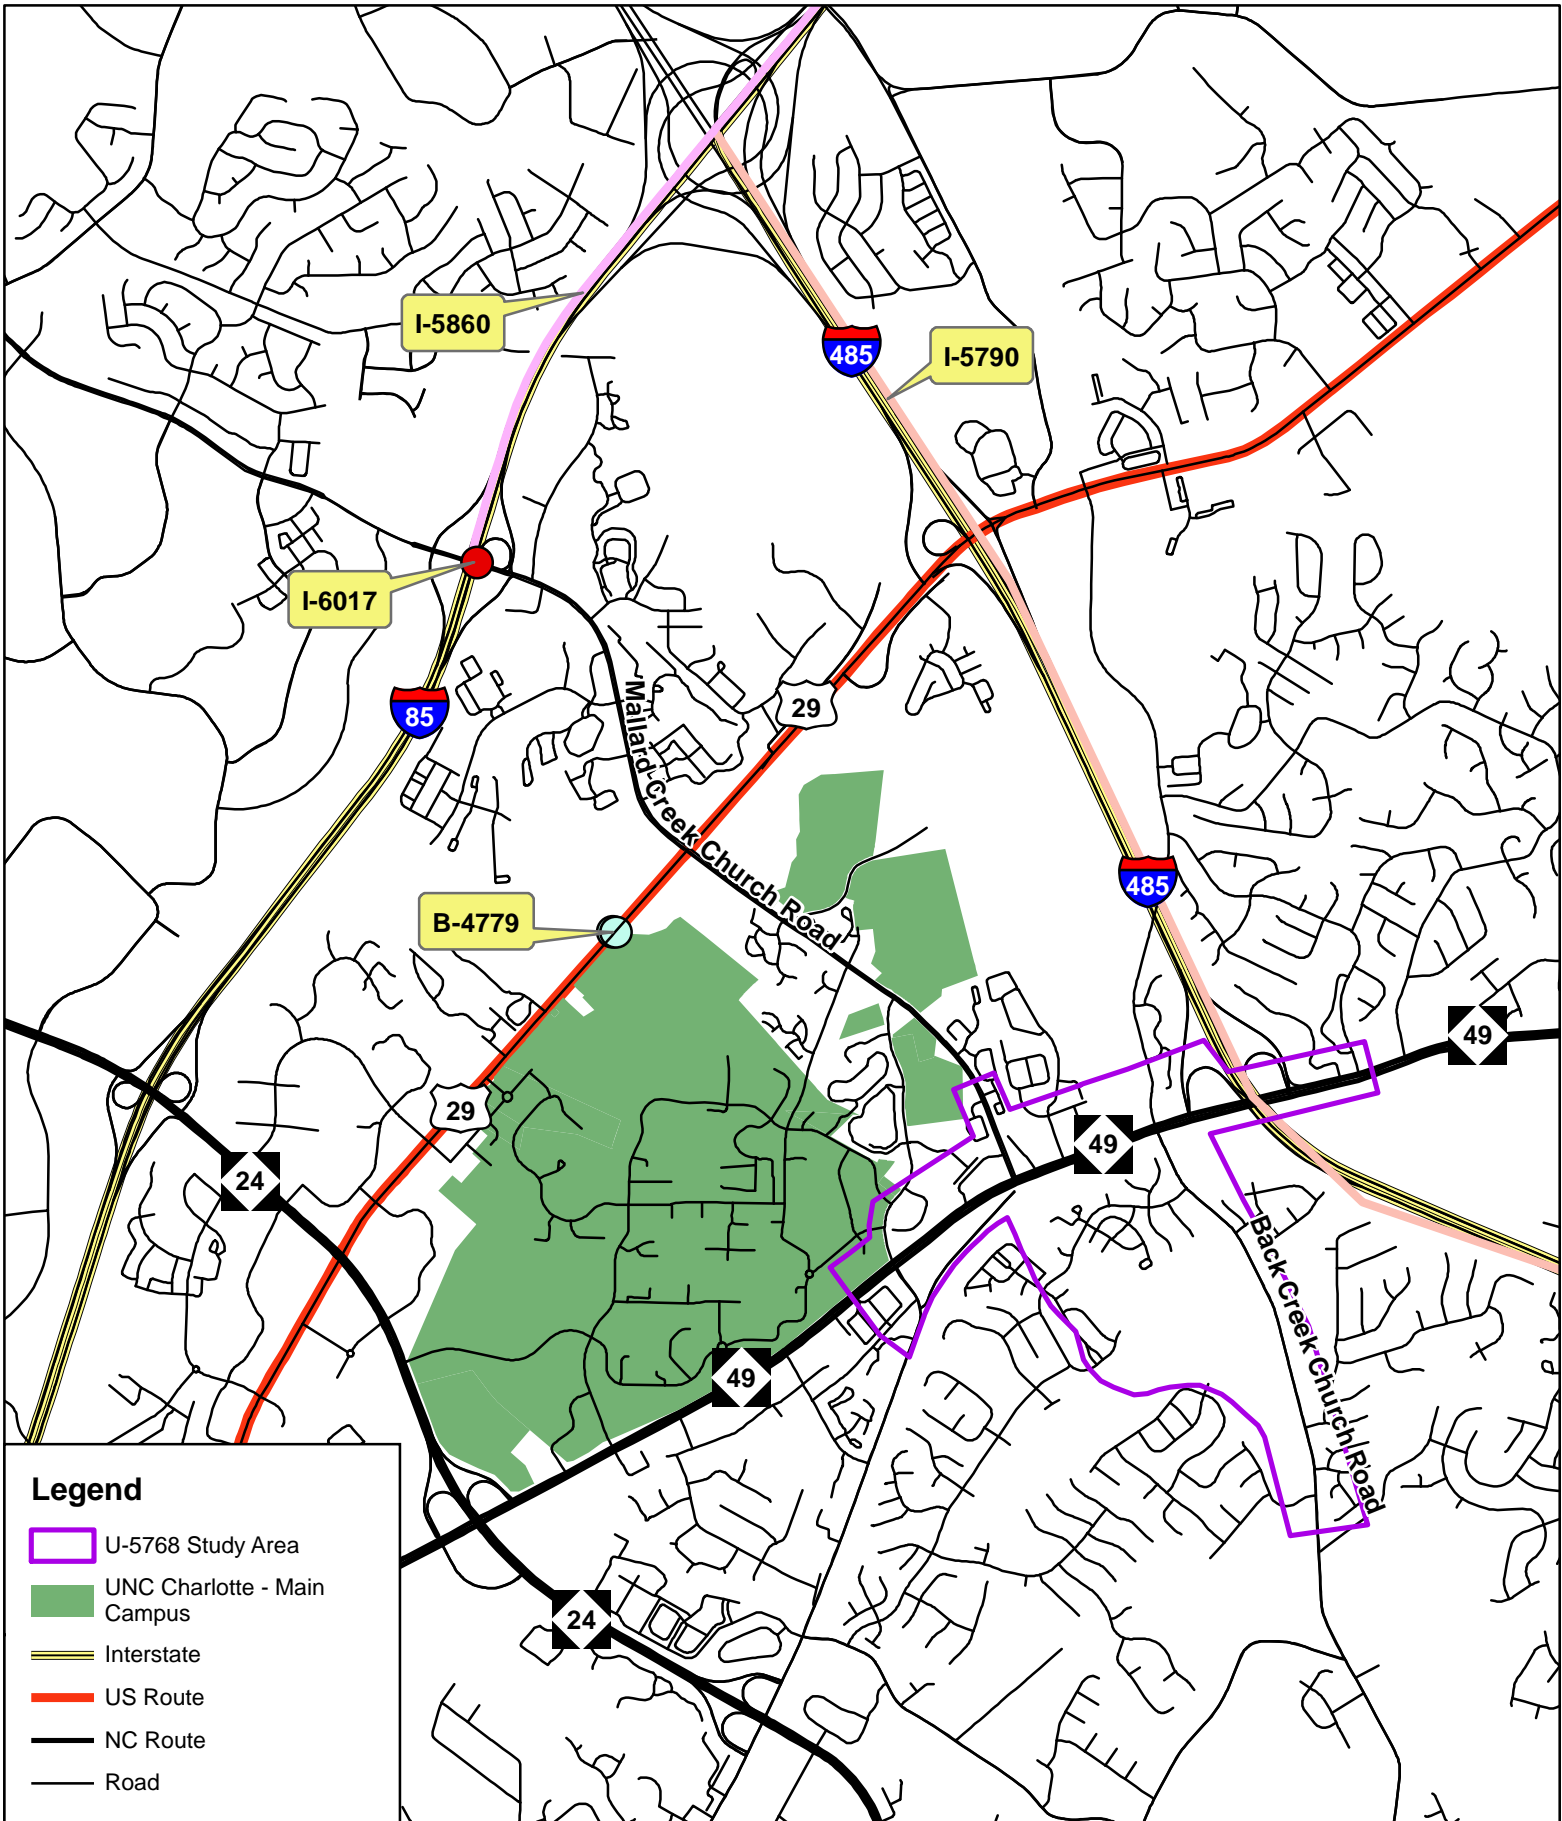 I-5860
485
I-5790
I-6017
85
29
Mallard Creek Church Road
485
B-4779
49
29
49
24
Back Creek Church Road
49
24
Legend
U-5768 Study Area
UNC Charlotte - Main
Campus
Interstate
US Route
NC Route
Road